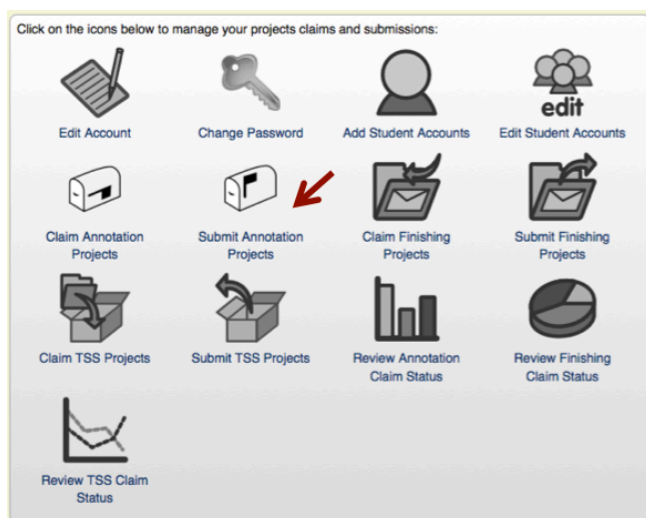 Click on the icons below to manage your projects claims and submissions:
edit
Edit Account
Change Password
Add Student Accounts
Edit Student Accounts
Claim Annotation
Projects
Submit Annotation
Projects
Claim Finishing
Projects
Submit Finishing
Projects
Claim TSS Projects
Submit TSS Projects
Review Annotation
Claim Status
Review Finishing
Claim Status
Review TSS Claim
Status